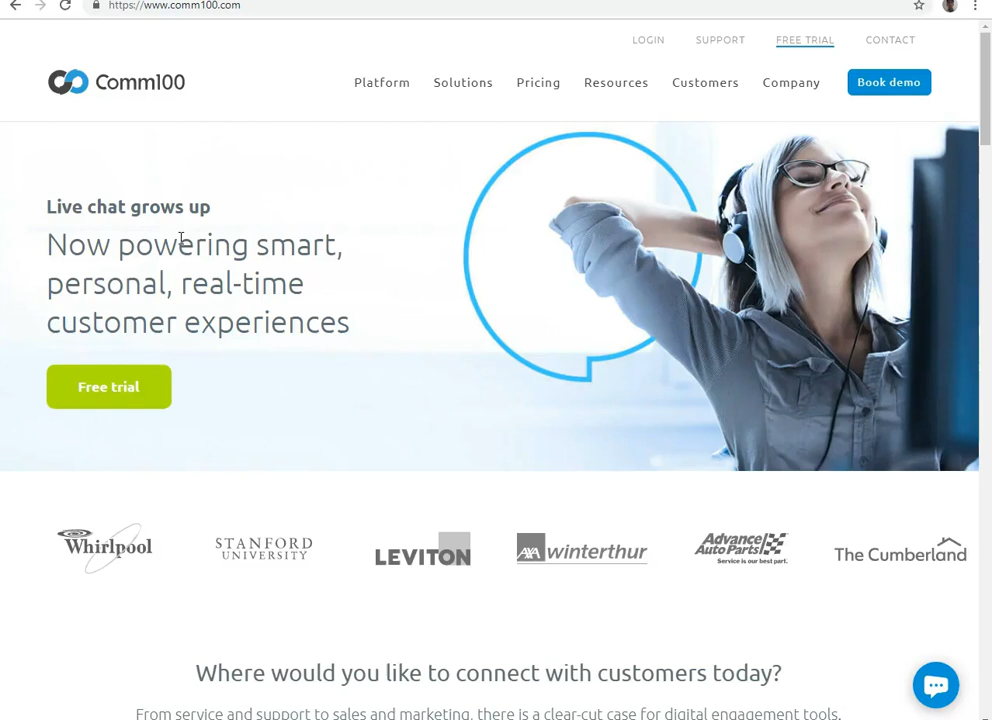 https://www.comm100.com
LOGIN SUPPORT FREE TRIAL CONTACT
Comm100 Platform Solutions Pricing Resources Customers Company Book demo
Live chat grows up
Now powering smart,
personal, real-time
customer experiences
Free trial
Whirlpool
STANFORD
UNIVERSITY
LEVITON
AXA winterthur
Advance
Auto Parts
Service is our best part.
The Cumberland
Where would you like to connect with customers today?
From service and support to sales and marketing, there is a clear-cut case for digital engagement tools.